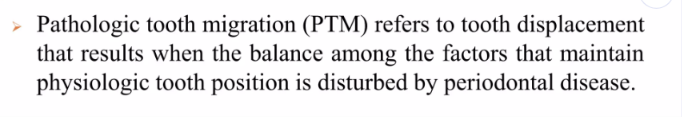 Pathologic tooth migration (PTM) refers to tooth displacement
that results when the balance among the factors that maintain
physiologic tooth position is disturbed by periodontal disease.